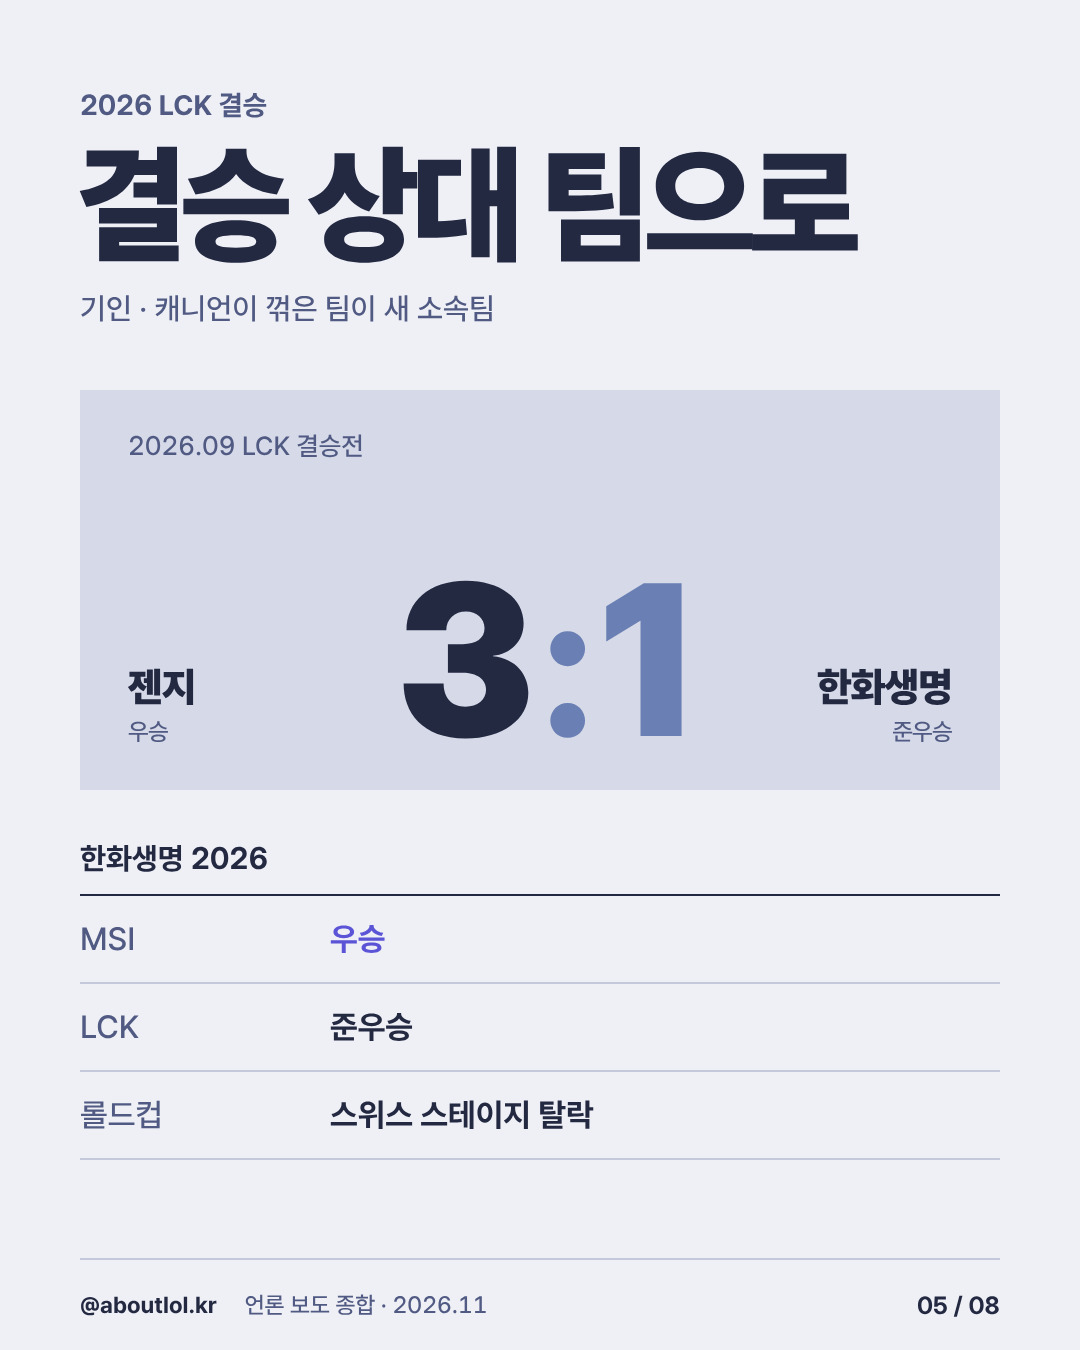 2026 LCK 결승
결승 상대 팀으로
기인 · 캐니언이 꺾은 팀이 새 소속팀
2026.09 LCK 결승전
3:1
젠지
한화생명
우승
준우승
한화생명 2026
MSI 우승
LCK 준우승
롤드컵 스위스 스테이지 탈락
@aboutlol.kr 언론 보도 종합 · 2026.11 05 / 08